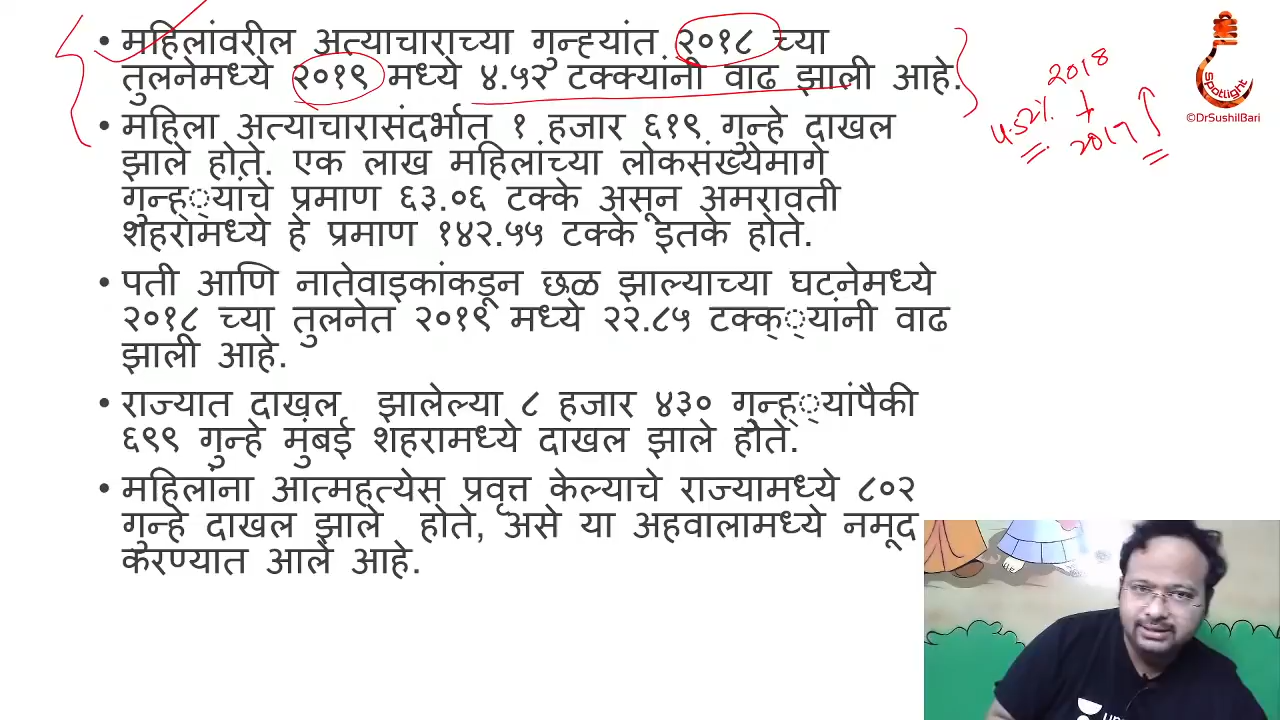 • महिलांवरील अत्याचाराच्या गुन्ह्यांत २०१८ च्या
तुलनेमध्ये २०१९ मध्ये ४.५२ टक्क्यांनी वाढ झाली आहे.
• महिला अत्याचारासंदर्भात १ हजार ६१९ गुन्हे दाखल
झाले होते. एक लाख महिलांच्या लोकसंख्येमागे
गुन्ह््यांचे प्रमाण ६३.०६ टक्के असून अमरावती
शहरामध्ये हे प्रमाण १४२.५५ टक्के इतके होते.
• पती आणि नातेवाइकांकडून छळ झाल्याच्या घटनेमध्ये
२०१८ च्या तुलनेत २०१९ मध्ये २२.८५ टक्क््यांनी वाढ
झाली आहे.
• राज्यात दाखल झालेल्या ८ हजार ४३० गुन्ह््यांपैकी
६९९ गुन्हे मुंबई शहरामध्ये दाखल झाले होते.
• महिलांना आत्महत्येस प्रवृत्त केल्याचे राज्यामध्ये ८०२
गुन्हे दाखल झाले होते, असे या अहवालामध्ये नमूद
करण्यात आले आहे.
2018
4.52%
2017
Spotlight
©DrSushilBari